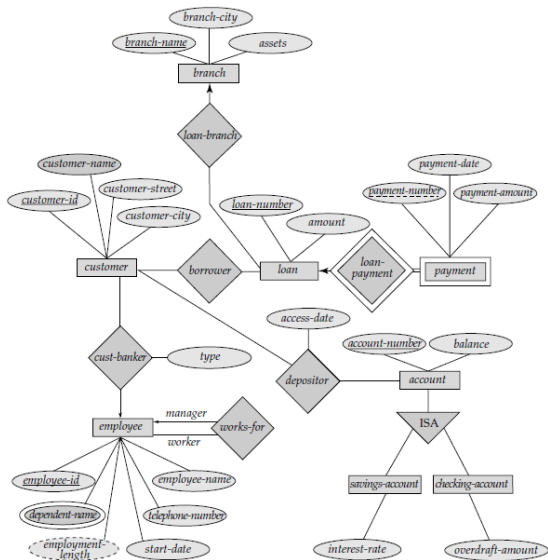 branch-city
branch-name
assets
branch
loan-branch
customer-name
payment-date
customer-street
customer-id
loan-number
payment-number
payment-amount
customer-city
amount
customer
borrower
loan
loan-
payment
payment
access-date
account-number
balance
cust-banker
type
depositor
account
manager
ISA
employee
works-for
worker
employee-id
employee-name
savings-account
checking-account
dependent-name
telephone-number
employment-
length
start-date
interest-rate
overdraft-amount